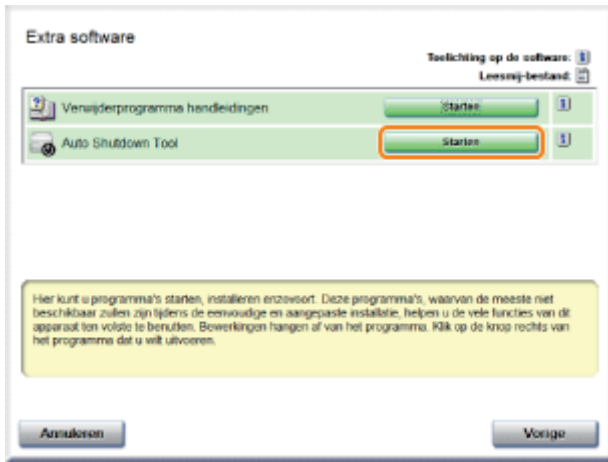 Extra software
Toelichting op de software:
Leesmij-bestand:
Verwijderprogramma handleidingen
Starten
Auto Shutdown Tool
Starten
Hier kunt u programma's starten, installeren enzovoort. Deze programma's, waarvan de meeste niet
beschikbaar zullen zijn tijdens de eenvoudige en aangepaste installatie, helpen u de vele functies van dit
apparaat ten volste te benutten. Bewerkingen hangen af van het programma. Klik op de knop rechts van
het programma dat u wilt uitvoeren.
Annuleren
Vorige